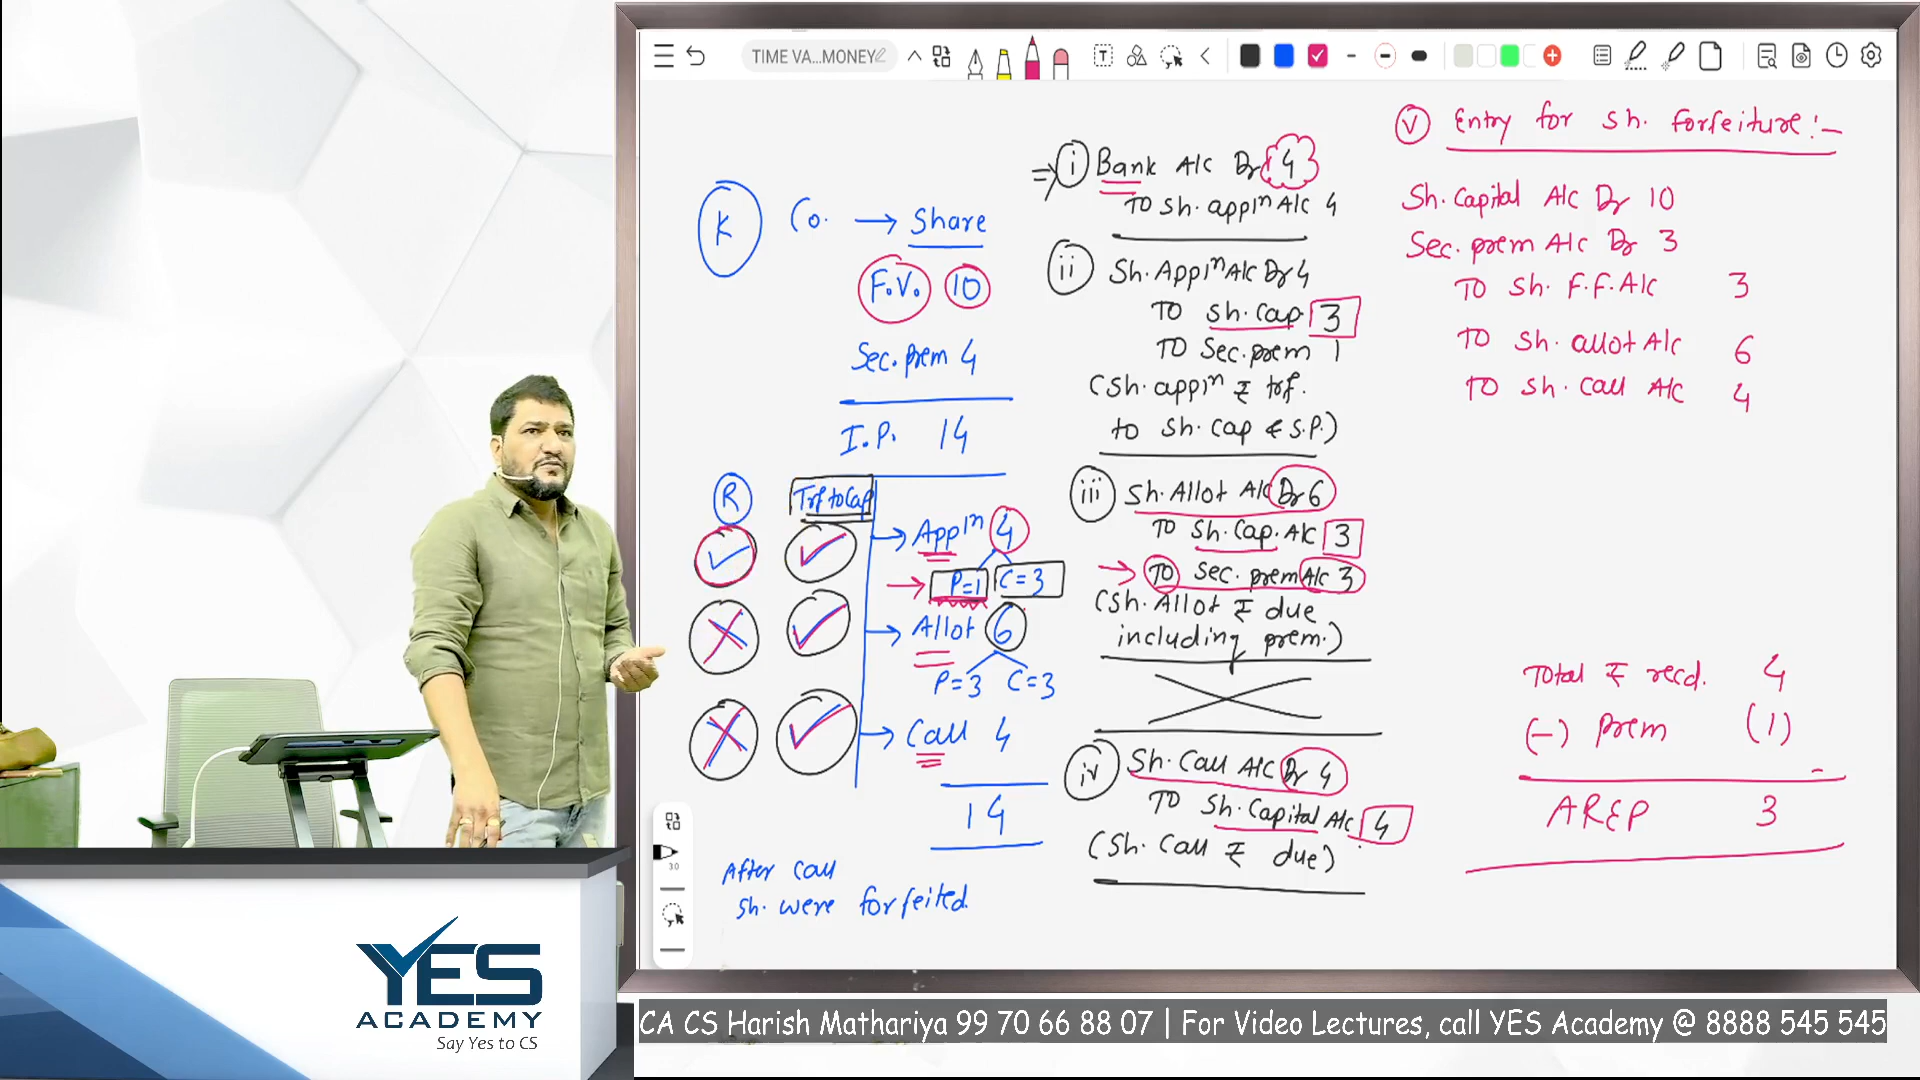 TIME VA...MONEY
K
Co. → Share
F.V. 10
Sec. prem 4
I.P. 14
R
Trf to Cap
→ Appln 4
→ P=1 C=3
→ Allot 6
P=3 C=3
→ Call 4
14
After call
Sh. were forfeited.
30
⇒ i Bank A/c Dr 4
TO Sh. appln A/c 4
ii Sh. Appln A/c Dr 4
TO Sh. Cap. 3
TO Sec. prem 1
(Sh. appln ₹ trf.
to Sh. Cap & S.P.)
iii Sh. Allot A/c Dr 6
TO Sh. Cap. A/c 3
→ TO Sec. prem A/c 3
(Sh. Allot ₹ due
including prem.)
iv Sh. Call A/c Dr 4
TO Sh. Capital A/c 4
(Sh. Call ₹ due)
V Entry for Sh. forfeiture:-
Sh. Capital A/c Dr 10
Sec. prem A/c Dr 3
TO Sh. F.F. A/c 3
TO Sh. allot A/c 6
TO Sh. Call A/c 4
Total ₹ recd. 4
(-) Prem (1)
AREP 3
YES
ACADEMY
Say Yes to CS
CA CS Harish Mathariya 99 70 66 88 07 | For Video Lectures, call YES Academy @ 8888 545 545